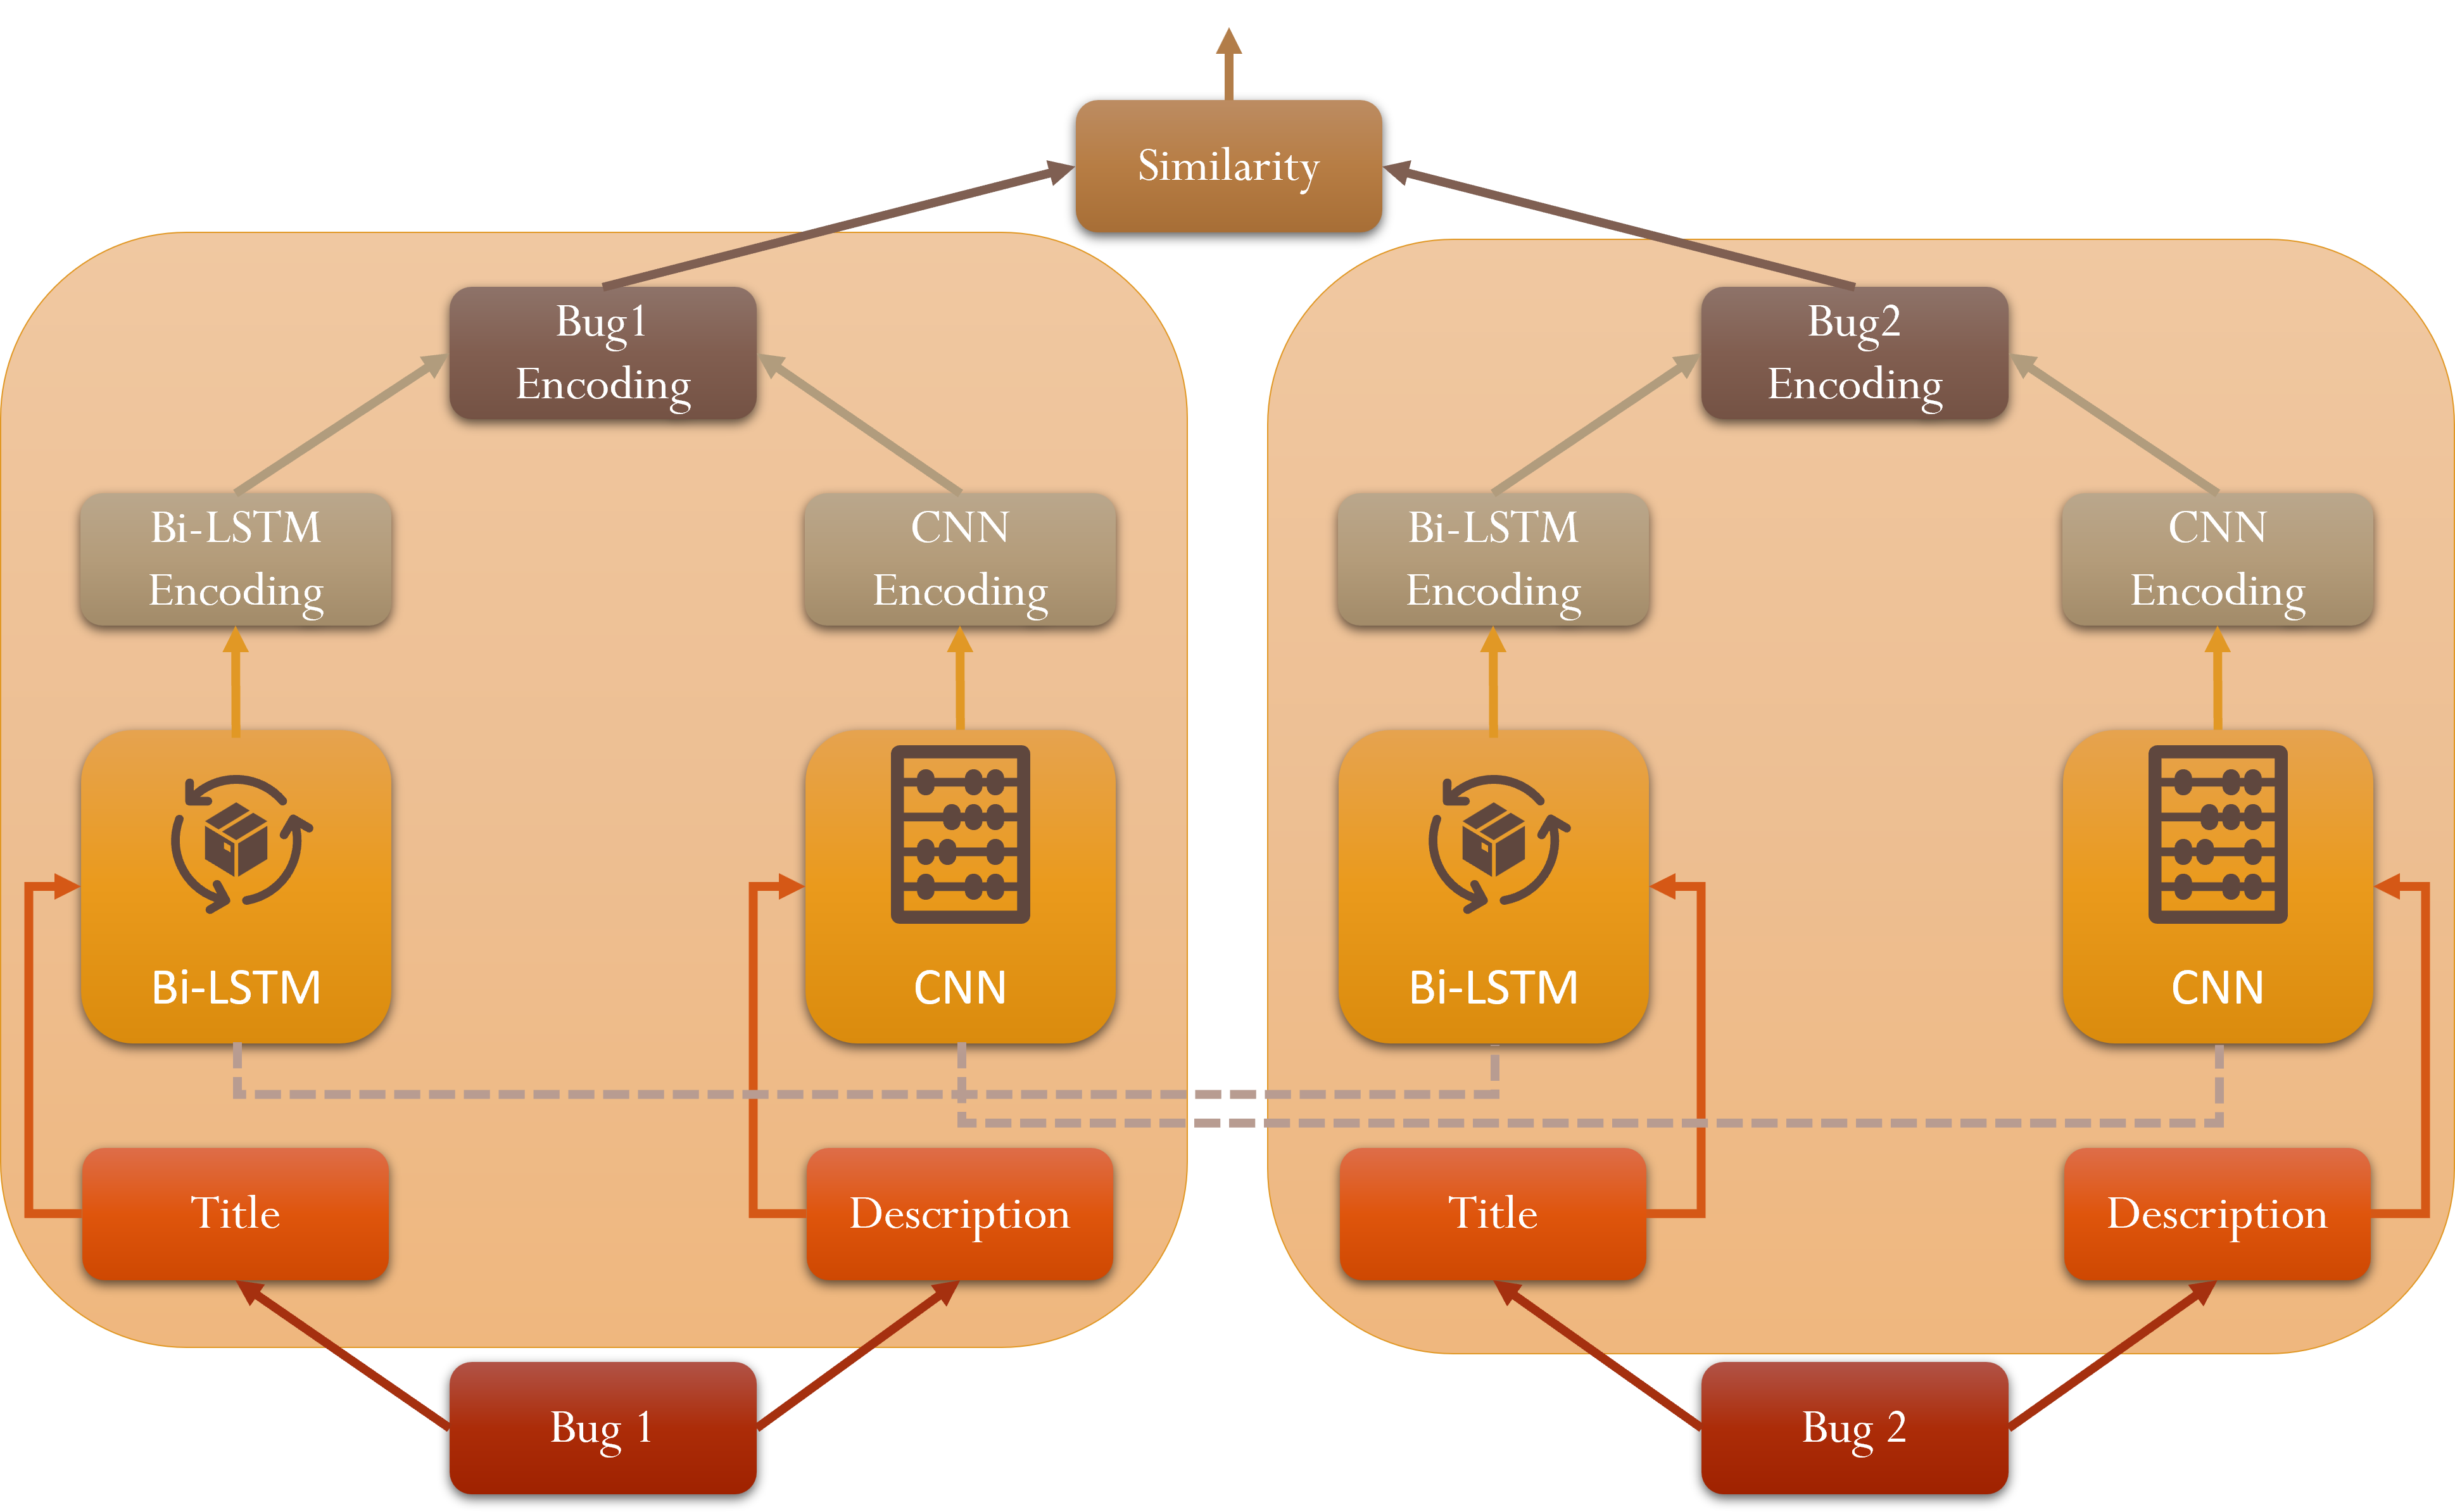 Similarity
Bug1
Encoding
Bug2
Encoding
Bi-LSTM
Encoding
CNN
Encoding
Bi-LSTM
Encoding
CNN
Encoding
Bi-LSTM
CNN
Bi-LSTM
CNN
Title
Description
Title
Description
Bug 1
Bug 2